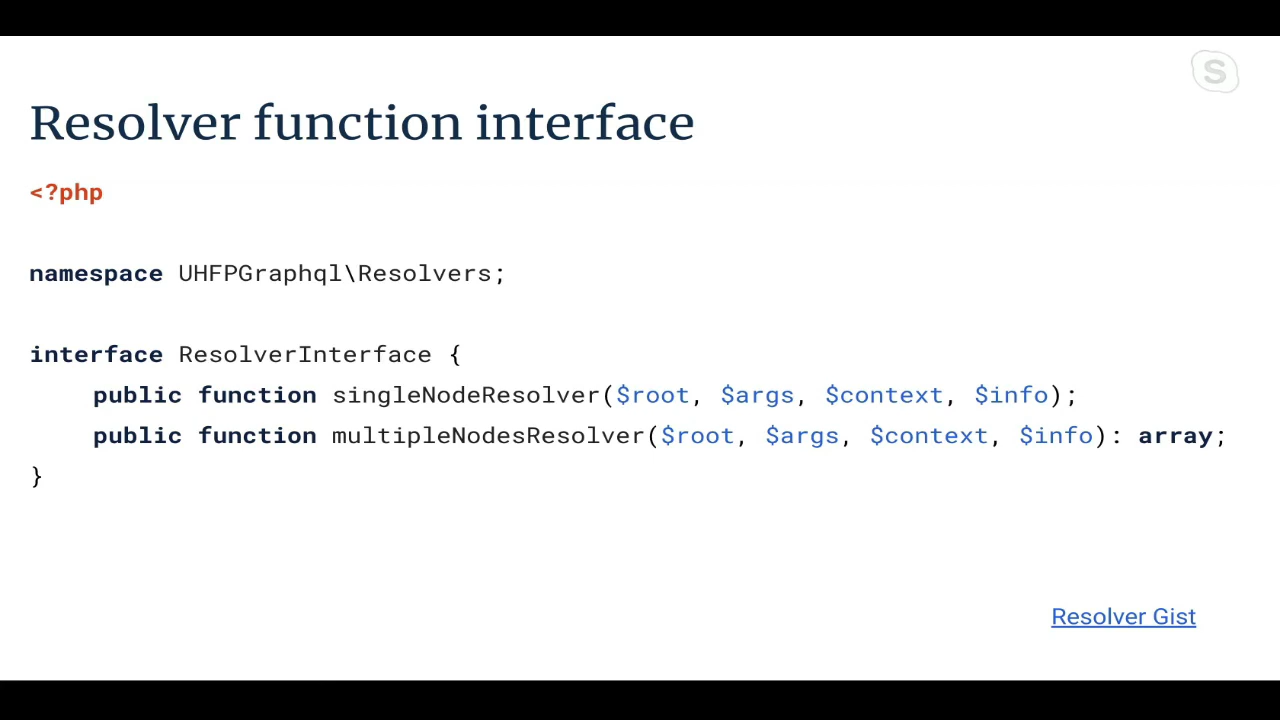 S
Resolver function interface
<?php
namespace UHFPGraphql\Resolvers;
interface ResolverInterface {
public function singleNodeResolver($root, $args, $context, $info);
public function multipleNodesResolver($root, $args, $context, $info): array;
}
Resolver Gist